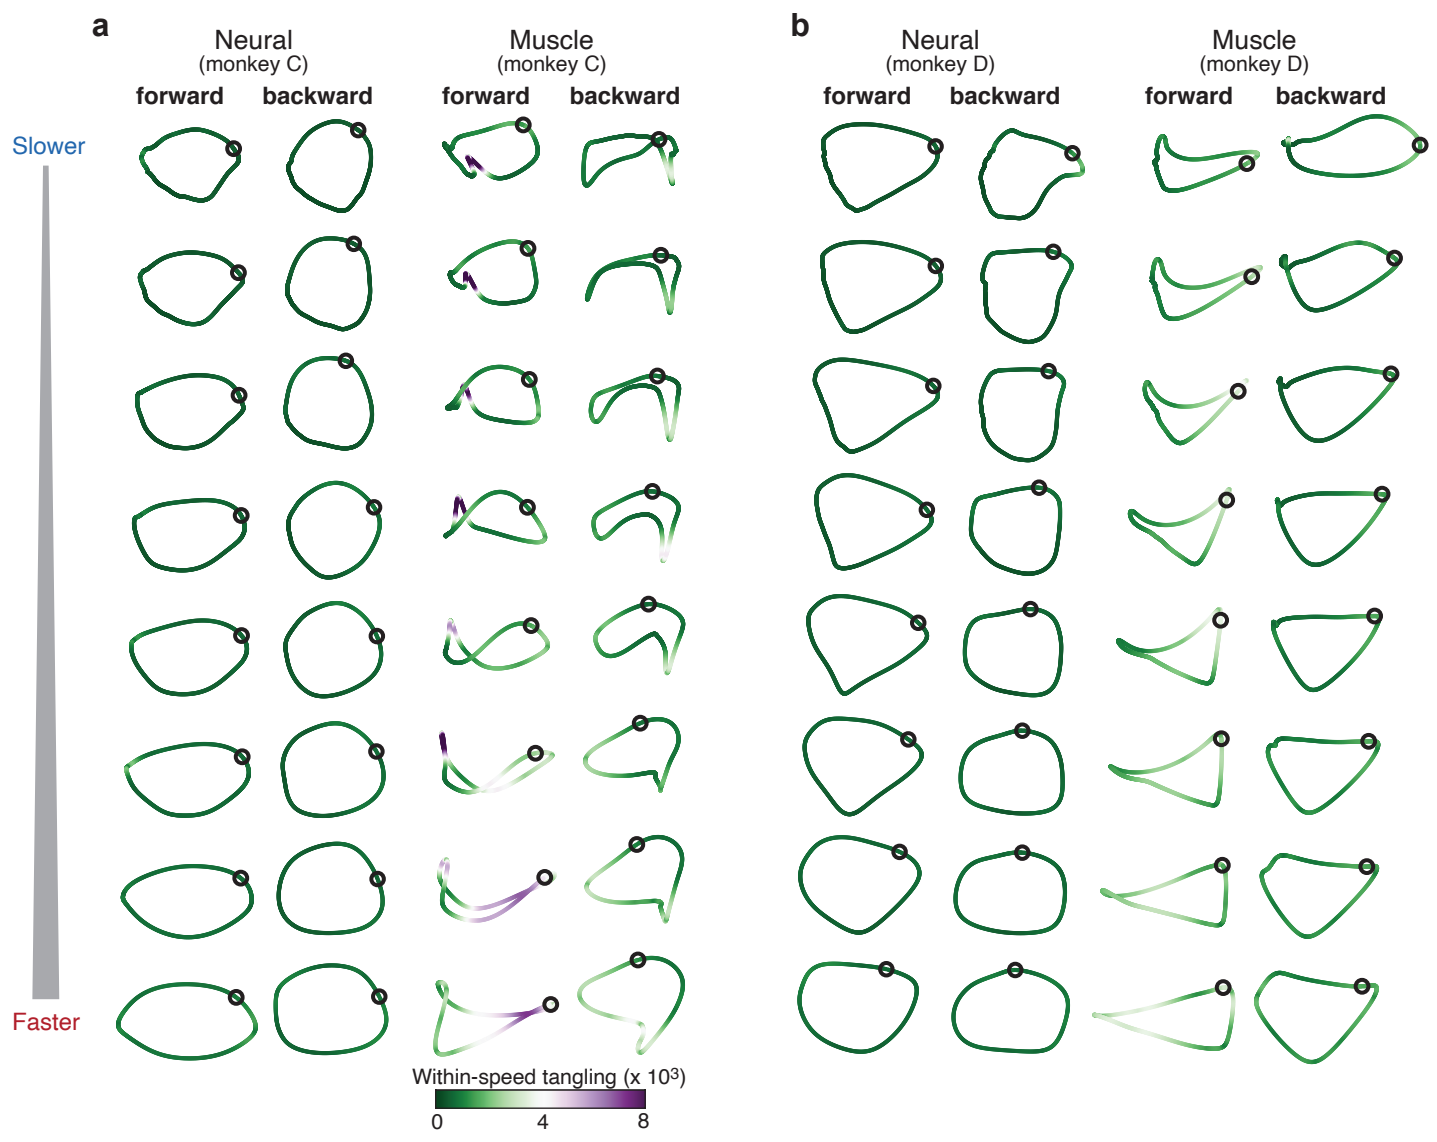 a
Neural
(monkey C)
forward backward
Muscle
(monkey C)
forward backward
b
Neural
(monkey D)
forward backward
Muscle
(monkey D)
forward backward
Slower
Faster
Within-speed tangling (x 10³)
0 4 8